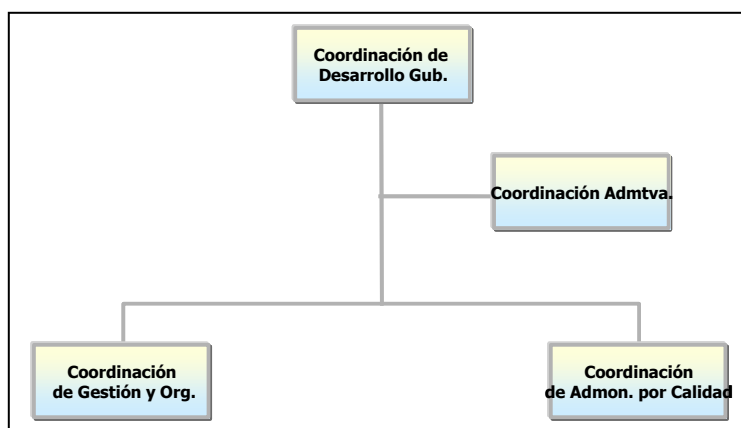 Coordinación de
Desarrollo Gub.
Coordinación Admtva.
Coordinación
de Gestión y Org.
Coordinación
de Admon. por Calidad